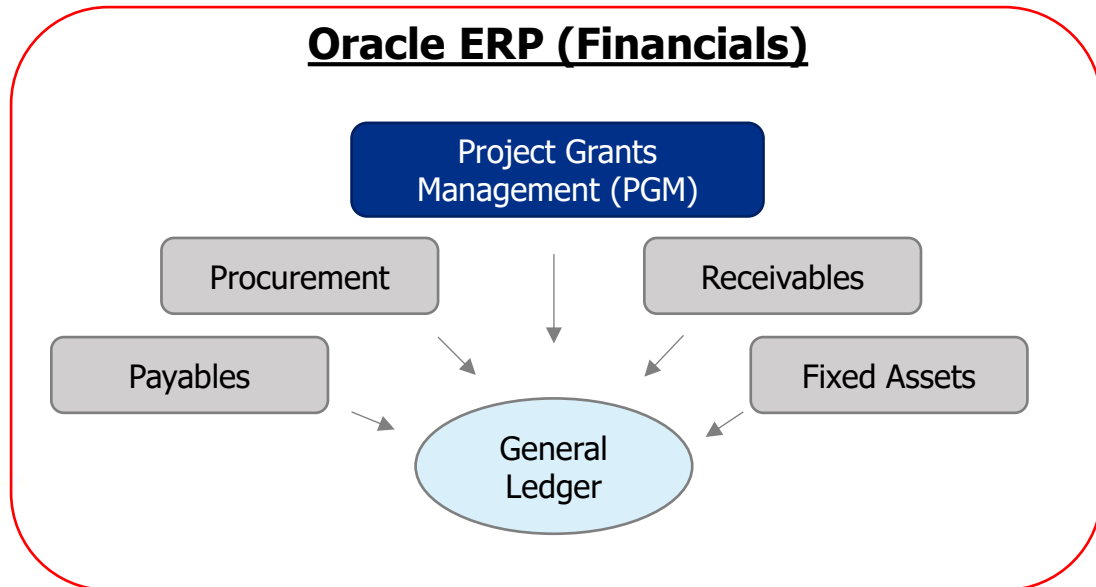 Oracle ERP (Financials)
Project Grants
Management (PGM)
Procurement
Receivables
Payables
Fixed Assets
General
Ledger